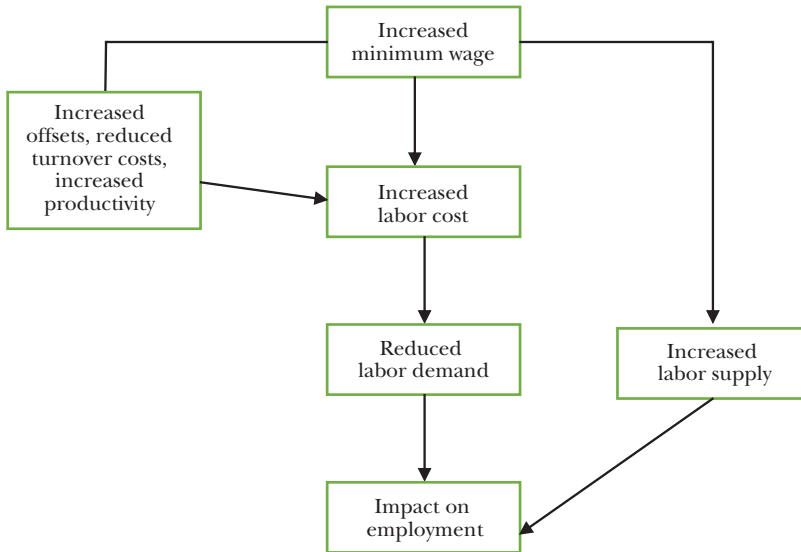 Increased
minimum wage
Increased
offsets, reduced
turnover costs,
increased
productivity
Increased
labor cost
Reduced
labor demand
Increased
labor supply
Impact on
employment